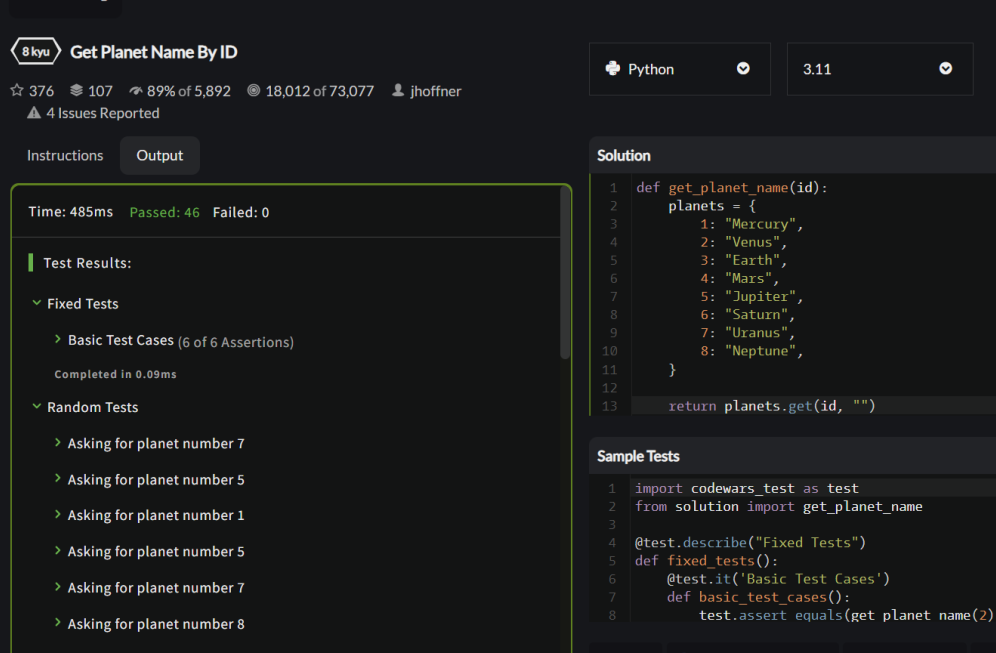 8 kyu Get Planet Name By ID
376 107 89% of 5,892 18,012 of 73,077 jhoffner
4 Issues Reported
Instructions Output
Time: 485ms Passed: 46 Failed: 0
Test Results:
Fixed Tests
Basic Test Cases (6 of 6 Assertions)
Completed in 0.09ms
Random Tests
Asking for planet number 7
Asking for planet number 5
Asking for planet number 1
Asking for planet number 5
Asking for planet number 7
Asking for planet number 8
Python 3.11
Solution
1 def get_planet_name(id):
2 planets = {
3 1: "Mercury",
4 2: "Venus",
5 3: "Earth",
6 4: "Mars",
7 5: "Jupiter",
8 6: "Saturn",
9 7: "Uranus",
10 8: "Neptune",
11 }
12
13 return planets.get(id, "")
Sample Tests
1 import codewars_test as test
2 from solution import get_planet_name
3
4 @test.describe("Fixed Tests")
5 def fixed_tests():
6 @test.it('Basic Test Cases')
7 def basic_test_cases():
8 test.assert_equals(get_planet_name(2)